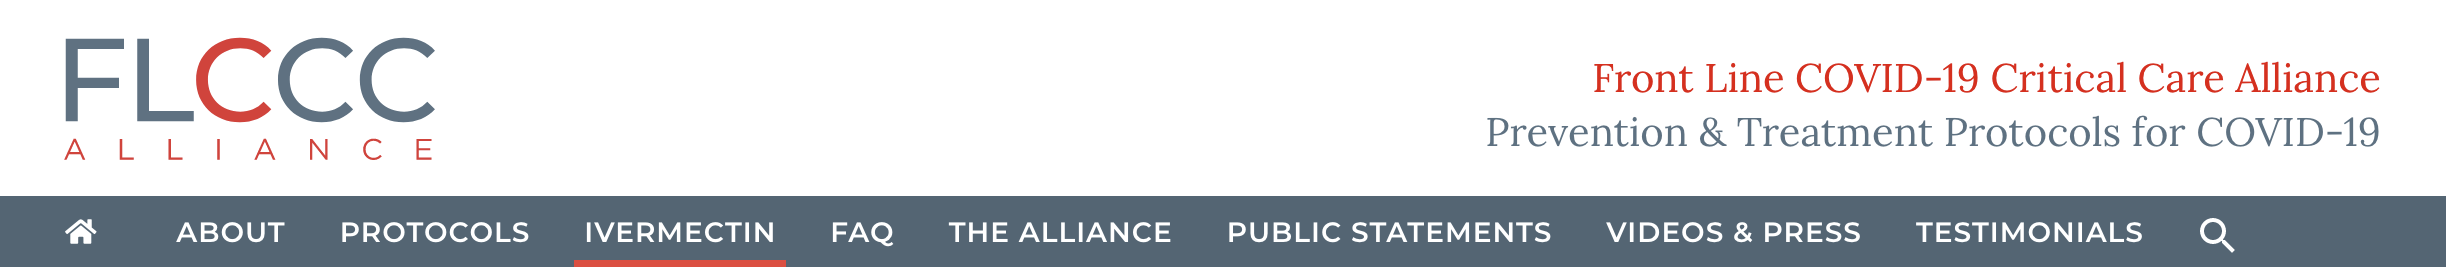 FLCCC
ALLIANCE
Front Line COVID-19 Critical Care Alliance
Prevention & Treatment Protocols for COVID-19
ABOUT PROTOCOLS IVERMECTIN FAQ THE ALLIANCE PUBLIC STATEMENTS VIDEOS & PRESS TESTIMONIALS